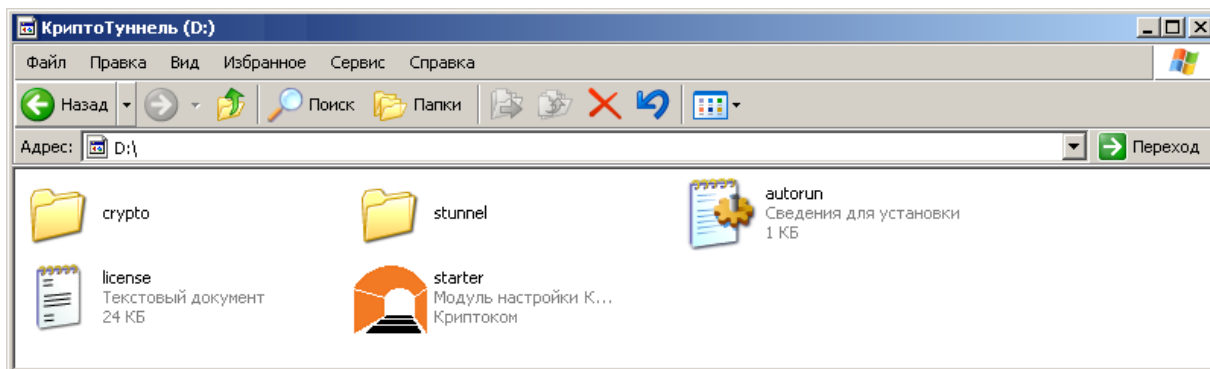 КриптоТуннель (D:)
Файл Правка Вид Избранное Сервис Справка
Назад Поиск Папки
Адрес: D:\ Переход
crypto
stunnel
autorun
Сведения для установки
1 КБ
license
Текстовый документ
24 КБ
starter
Модуль настройки К...
Криптоком